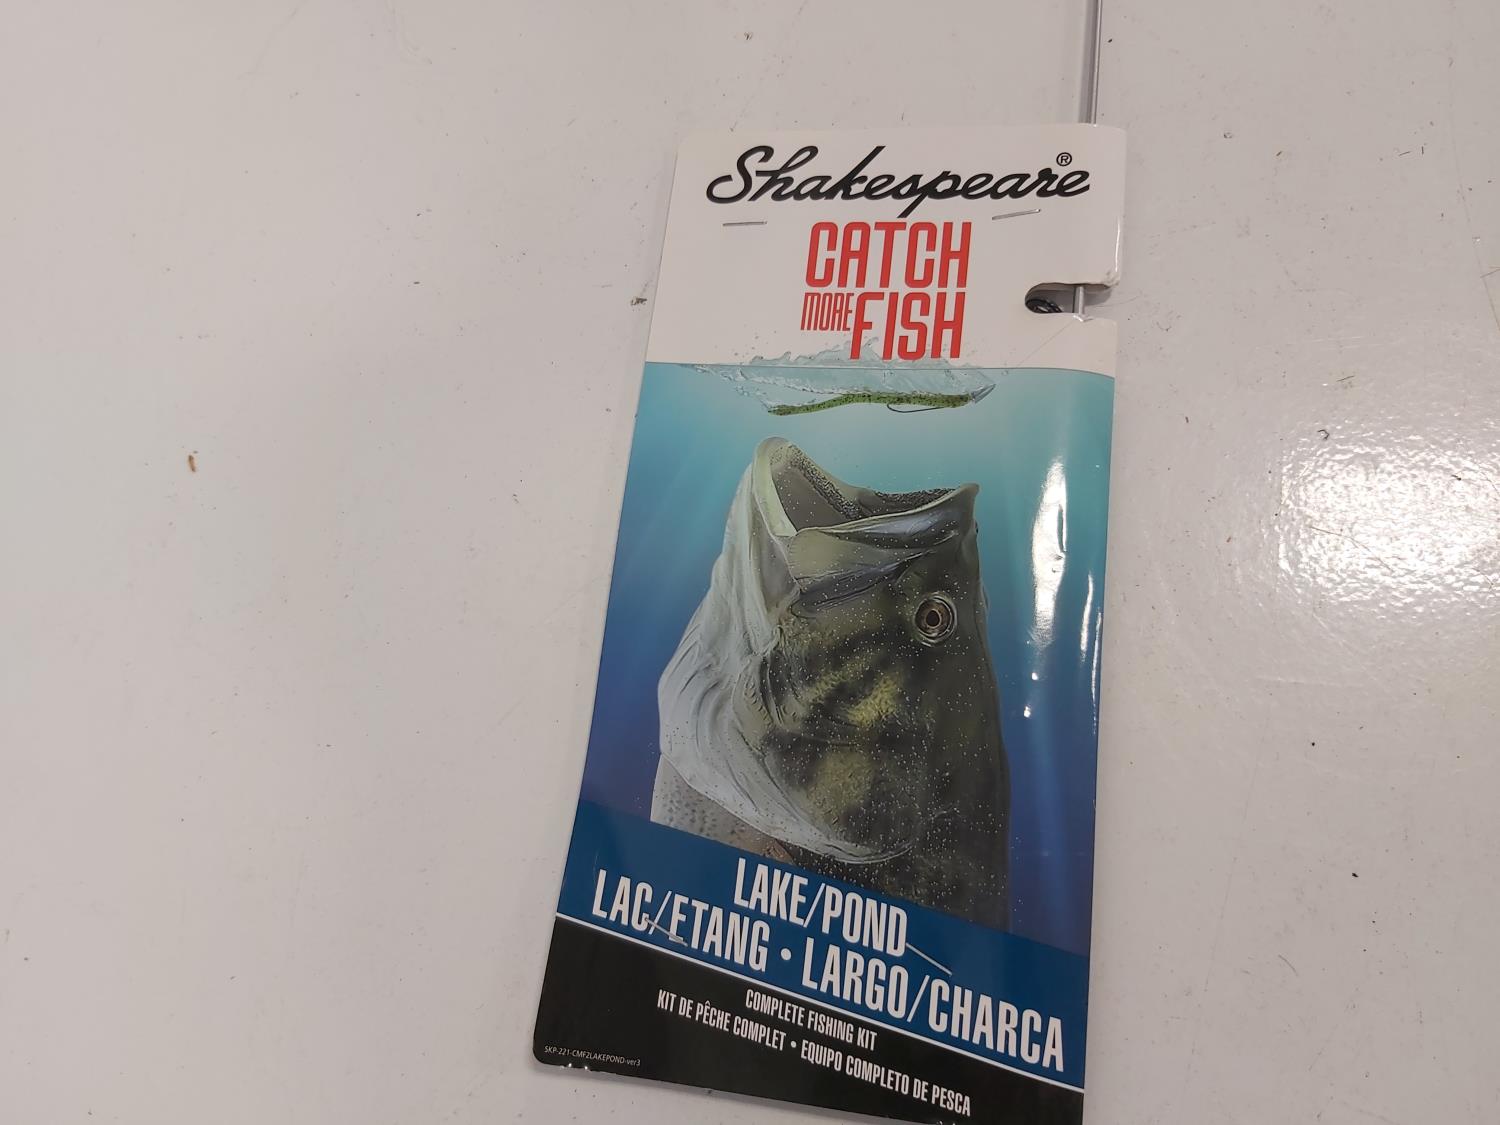 Shakespeare®
CATCH
MORE FISH
LAKE/POND
LAC/ETANG • LARGO/CHARCA
COMPLETE FISHING KIT
KIT DE PÊCHE COMPLET • EQUIPO COMPLETO DE PESCA
SKP-221-CMF2LAKEPOND-ver3